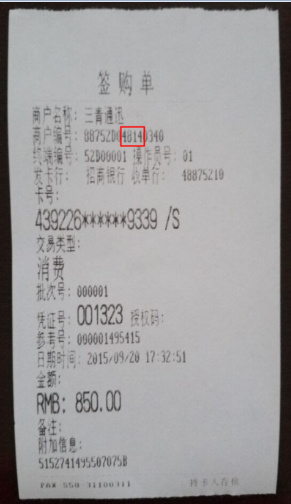 签购单
商户名称: 三青通迅
商户编号: 88752D048140340
终端编号: 52D00001 操作员号: 01
发卡行: 招商银行 收单行: 48875210
卡号:
439226******9339 /S
交易类型:
消费
批次号: 000001
凭证号: 001323 授权码:
参考号: 000001495415
日期时间: 2015/09/20 17:32:51
金额:
RMB: 850.00
备注:
附加信息:
5152741495507075B
持卡人存根